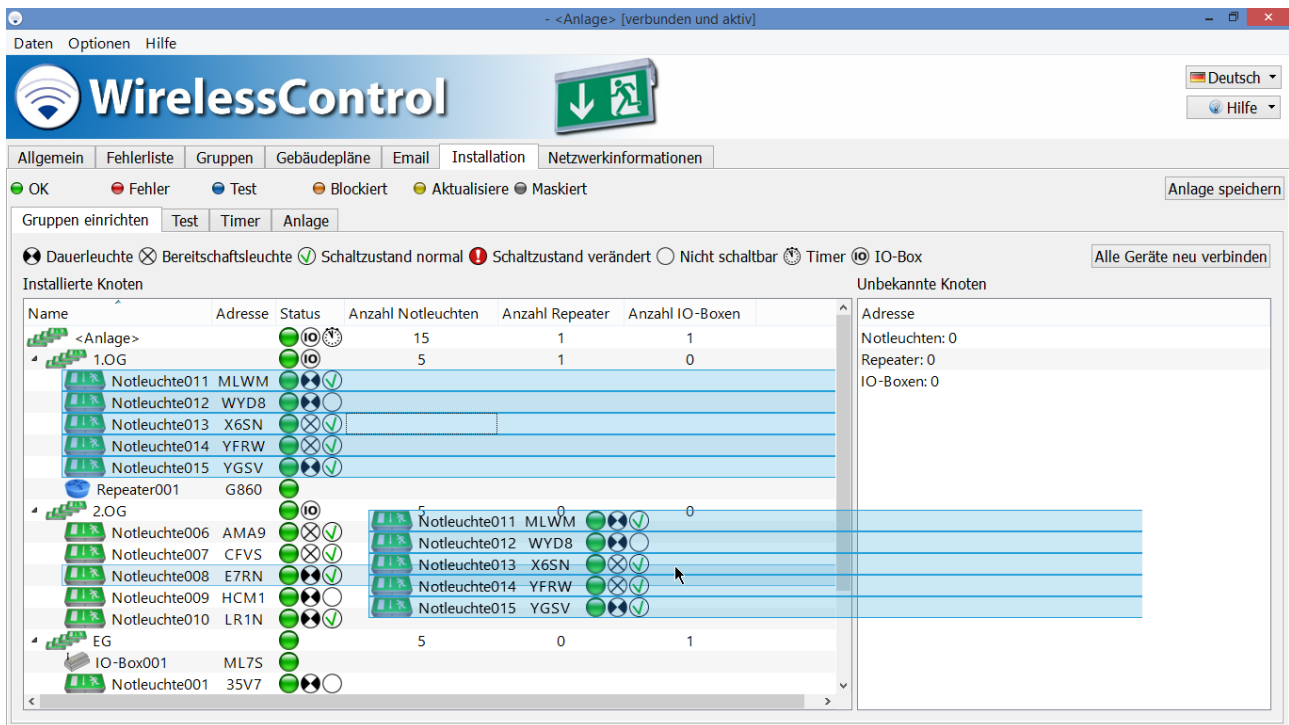 - <Anlage> [verbunden und aktiv]
Daten Optionen Hilfe
WirelessControl
Deutsch
Hilfe
Allgemein Fehlerliste Gruppen Gebäudepläne Email Installation Netzwerkinformationen
OK Fehler Test Blockiert Aktualisiere Maskiert Anlage speichern
Gruppen einrichten Test Timer Anlage
Dauerleuchte Bereitschaftsleuchte Schaltzustand normal Schaltzustand verändert Nicht schaltbar Timer IO IO-Box Alle Geräte neu verbinden
Installierte Knoten Unbekannte Knoten
Name Adresse Status Anzahl Notleuchten Anzahl Repeater Anzahl IO-Boxen Adresse
<Anlage> IO 15 1 1 Notleuchten: 0
1.OG IO 5 1 0 Repeater: 0
Notleuchte011 MLWM IO-Boxen: 0
Notleuchte012 WYD8
Notleuchte013 X6SN
Notleuchte014 YFRW
Notleuchte015 YGSV
Repeater001 G860
2.OG IO 5 0 0
Notleuchte011 MLWM
Notleuchte006 AMA9
Notleuchte012 WYD8
Notleuchte007 CFVS
Notleuchte013 X6SN
Notleuchte008 E7RN
Notleuchte014 YFRW
Notleuchte009 HCM1
Notleuchte015 YGSV
Notleuchte010 LR1N
EG 5 0 1
IO-Box001 ML7S
Notleuchte001 35V7